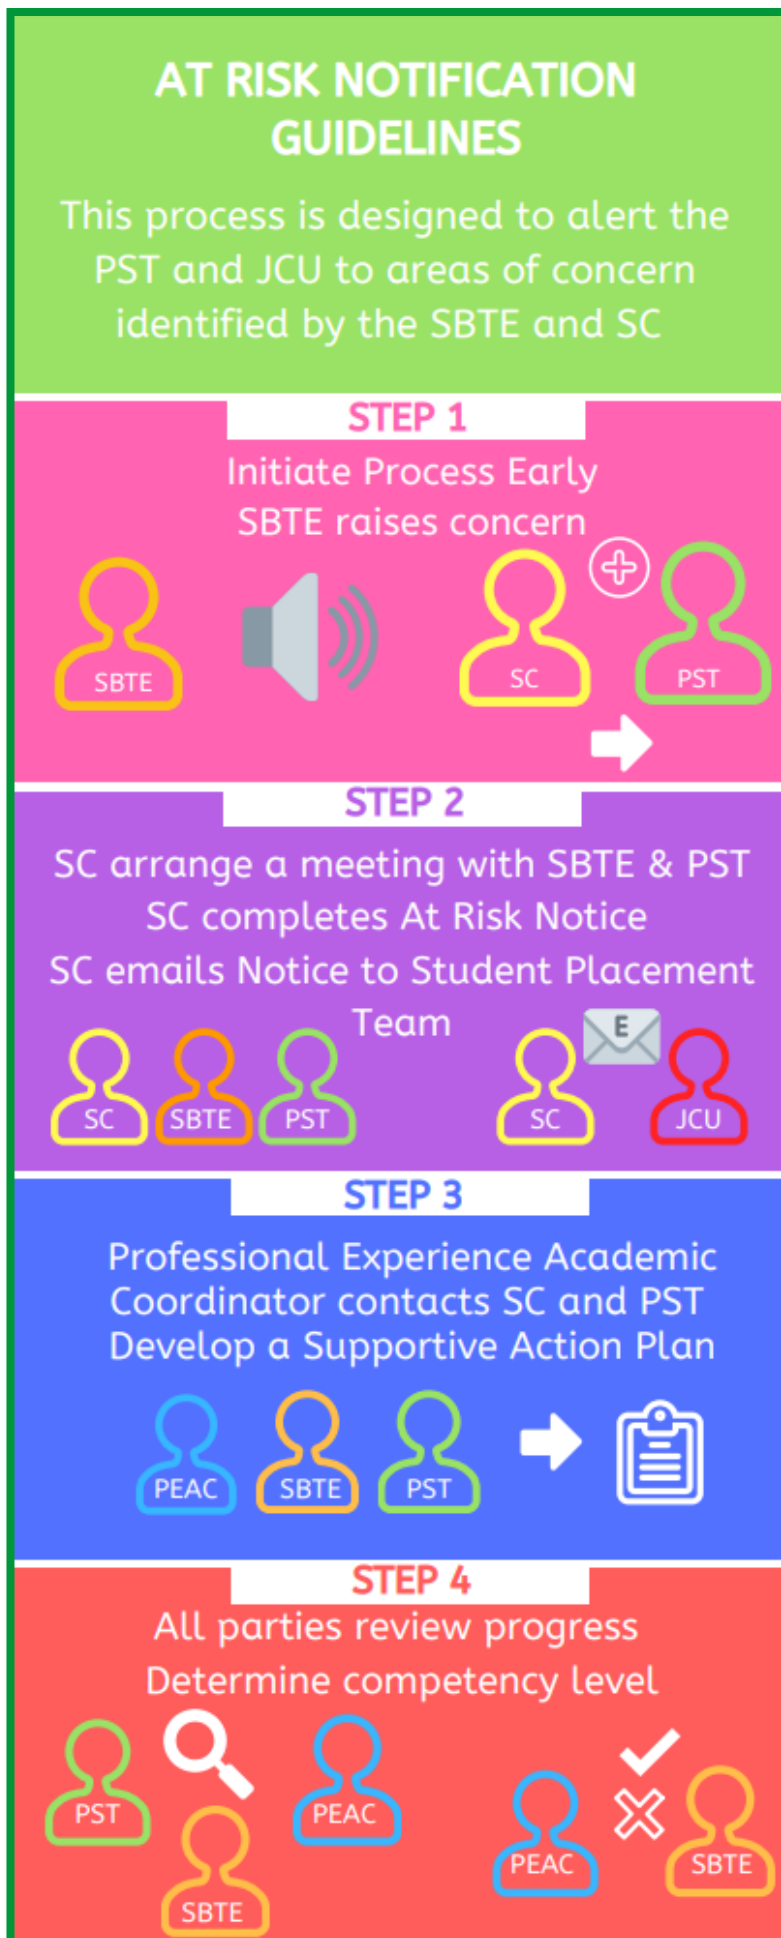 AT RISK NOTIFICATION
GUIDELINES
This process is designed to alert the
PST and JCU to areas of concern
identified by the SBTE and SC
STEP 1
Initiate Process Early
SBTE raises concern
SBTE
SC
PST
STEP 2
SC arrange a meeting with SBTE & PST
SC completes At Risk Notice
SC emails Notice to Student Placement
Team
E
SC
SBTE
PST
SC
JCU
STEP 3
Professional Experience Academic
Coordinator contacts SC and PST
Develop a Supportive Action Plan
PEAC
SBTE
PST
STEP 4
All parties review progress
Determine competency level
PST
PEAC
SBTE
PEAC
SBTE